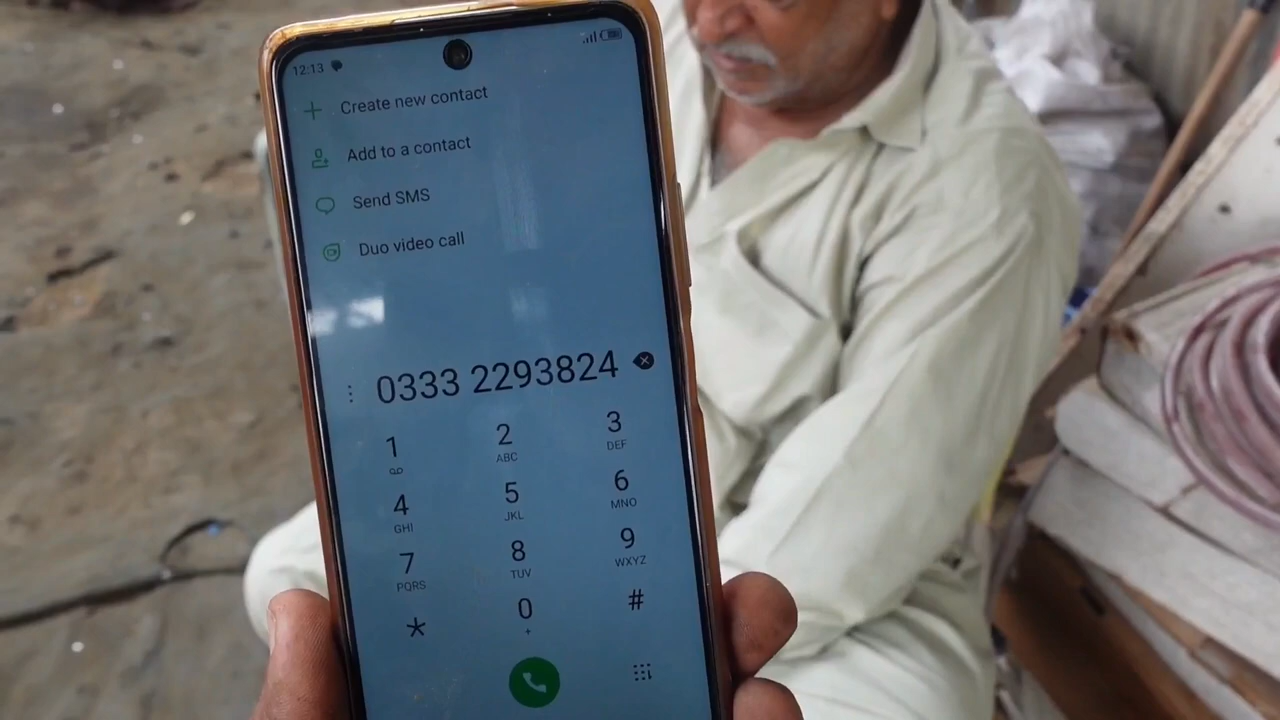 12:13
Create new contact
Add to a contact
Send SMS
Duo video call
0333 2293824
1 2 3
ABC DEF
4 5 6
GHI JKL MNO
7 8 9
PQRS TUV WXYZ
* 0 #
+